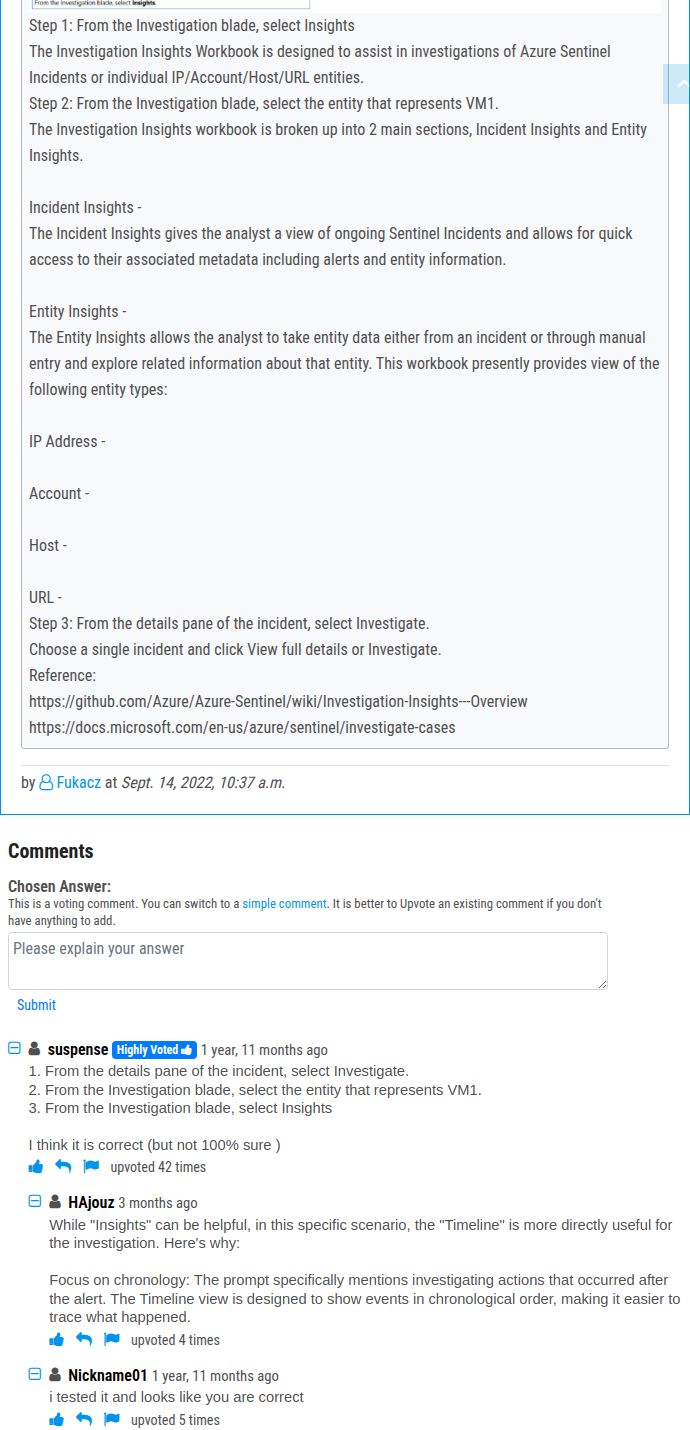 From the Investigation blade, select Insights.
Step 1: From the Investigation blade, select Insights
The Investigation Insights Workbook is designed to assist in investigations of Azure Sentinel
Incidents or individual IP/Account/Host/URL entities.
Step 2: From the Investigation blade, select the entity that represents VM1.
The Investigation Insights workbook is broken up into 2 main sections, Incident Insights and Entity
Insights.
Incident Insights -
The Incident Insights gives the analyst a view of ongoing Sentinel Incidents and allows for quick
access to their associated metadata including alerts and entity information.
Entity Insights -
The Entity Insights allows the analyst to take entity data either from an incident or through manual
entry and explore related information about that entity. This workbook presently provides view of the
following entity types:
IP Address -
Account -
Host -
URL -
Step 3: From the details pane of the incident, select Investigate.
Choose a single incident and click View full details or Investigate.
Reference:
https://github.com/Azure/Azure-Sentinel/wiki/Investigation-Insights---Overview
https://docs.microsoft.com/en-us/azure/sentinel/investigate-cases
by Fukacz at Sept. 14, 2022, 10:37 a.m.
Comments
Chosen Answer:
This is a voting comment. You can switch to a simple comment. It is better to Upvote an existing comment if you don't
have anything to add.
Please explain your answer
Submit
suspense Highly Voted 1 year, 11 months ago
1. From the details pane of the incident, select Investigate.
2. From the Investigation blade, select the entity that represents VM1.
3. From the Investigation blade, select Insights
I think it is correct (but not 100% sure )
upvoted 42 times
HAjouz 3 months ago
While "Insights" can be helpful, in this specific scenario, the "Timeline" is more directly useful for
the investigation. Here's why:
Focus on chronology: The prompt specifically mentions investigating actions that occurred after
the alert. The Timeline view is designed to show events in chronological order, making it easier to
trace what happened.
upvoted 4 times
Nickname01 1 year, 11 months ago
i tested it and looks like you are correct
upvoted 5 times